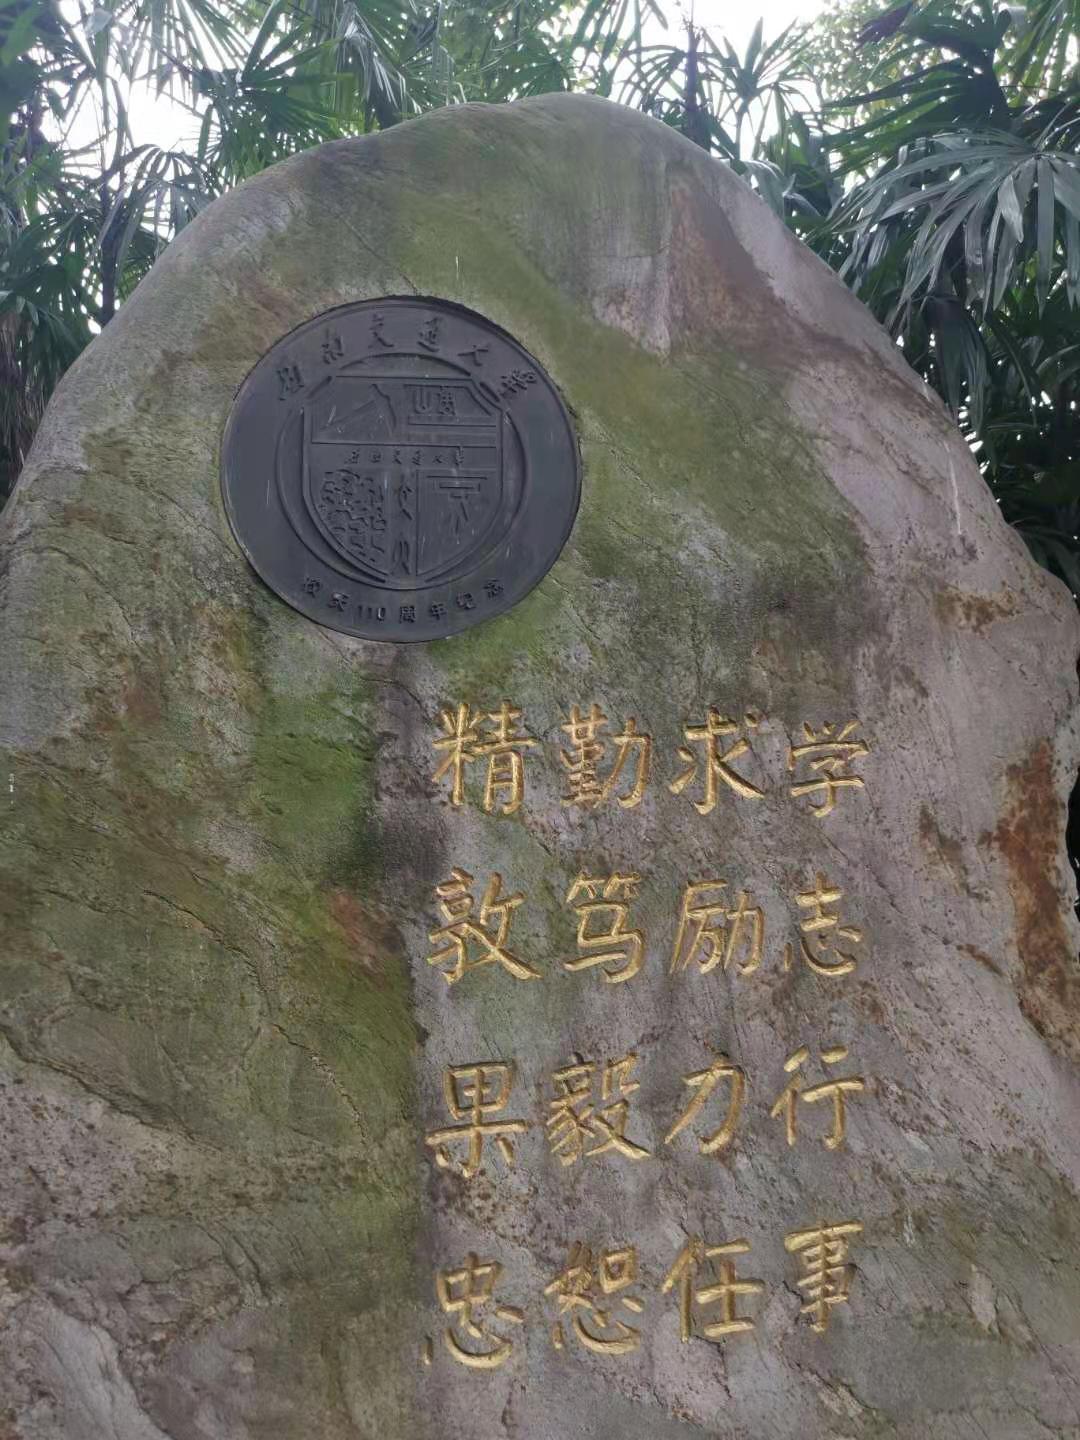 西南交通大学
校庆110周年纪念
精勤求学
敦笃励志
果毅力行
忠恕任事